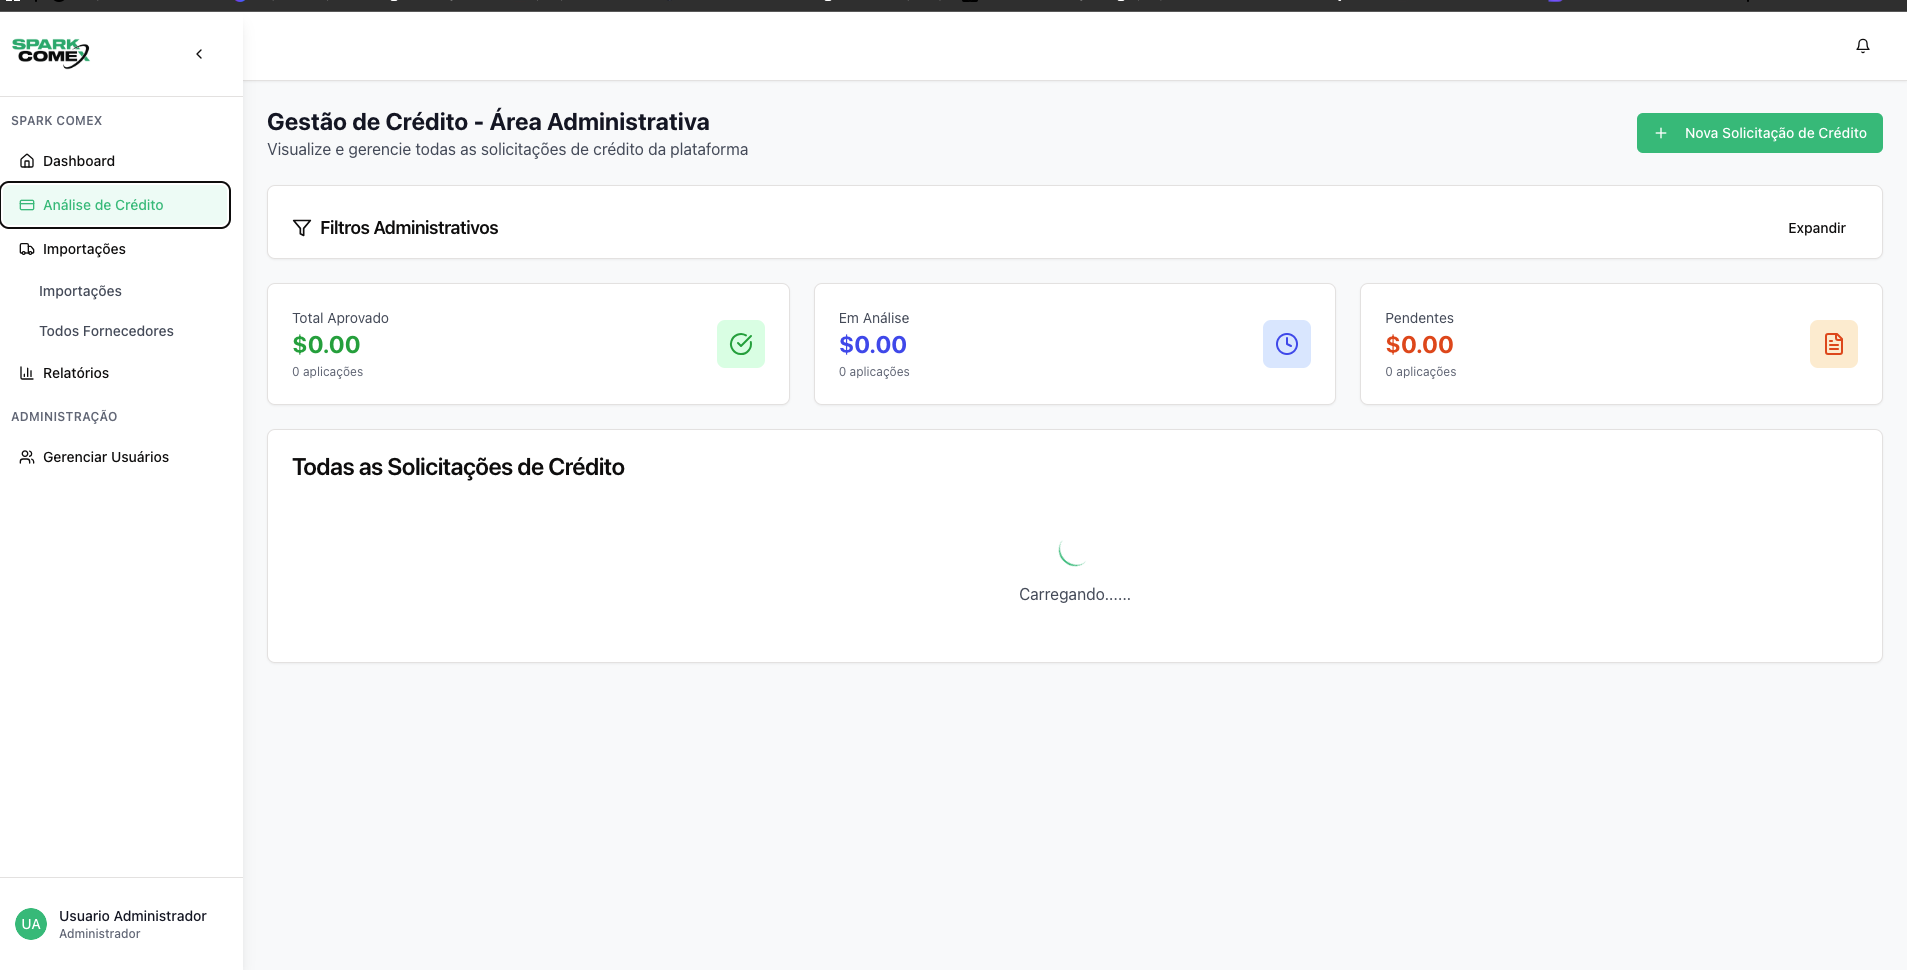 SPARK
COMEX
SPARK COMEX
Dashboard
Análise de Crédito
Importações
Importações
Todos Fornecedores
Relatórios
ADMINISTRAÇÃO
Gerenciar Usuários
UA
Usuario Administrador
Administrador
Gestão de Crédito - Área Administrativa
Visualize e gerencie todas as solicitações de crédito da plataforma
Nova Solicitação de Crédito
Filtros Administrativos
Expandir
Total Aprovado
$0.00
0 aplicações
Em Análise
$0.00
0 aplicações
Pendentes
$0.00
0 aplicações
Todas as Solicitações de Crédito
Carregando......